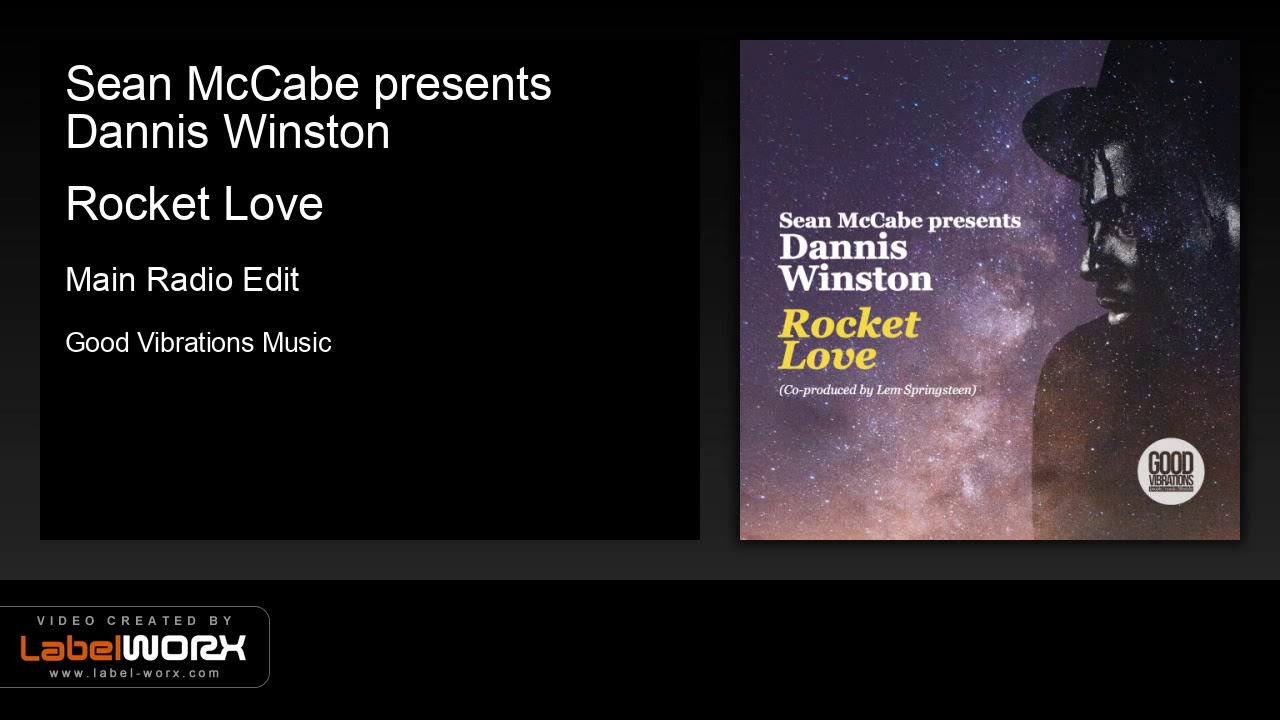 Sean McCabe presents
Dannis Winston
Rocket Love
Main Radio Edit
Good Vibrations Music
Sean McCabe presents
Dannis
Winston
Rocket
Love
(Co-produced by Lem Springsteen)
GOOD
VIBRATIONS
VIDEO CREATED BY
LabelWORX
www.label-worx.com